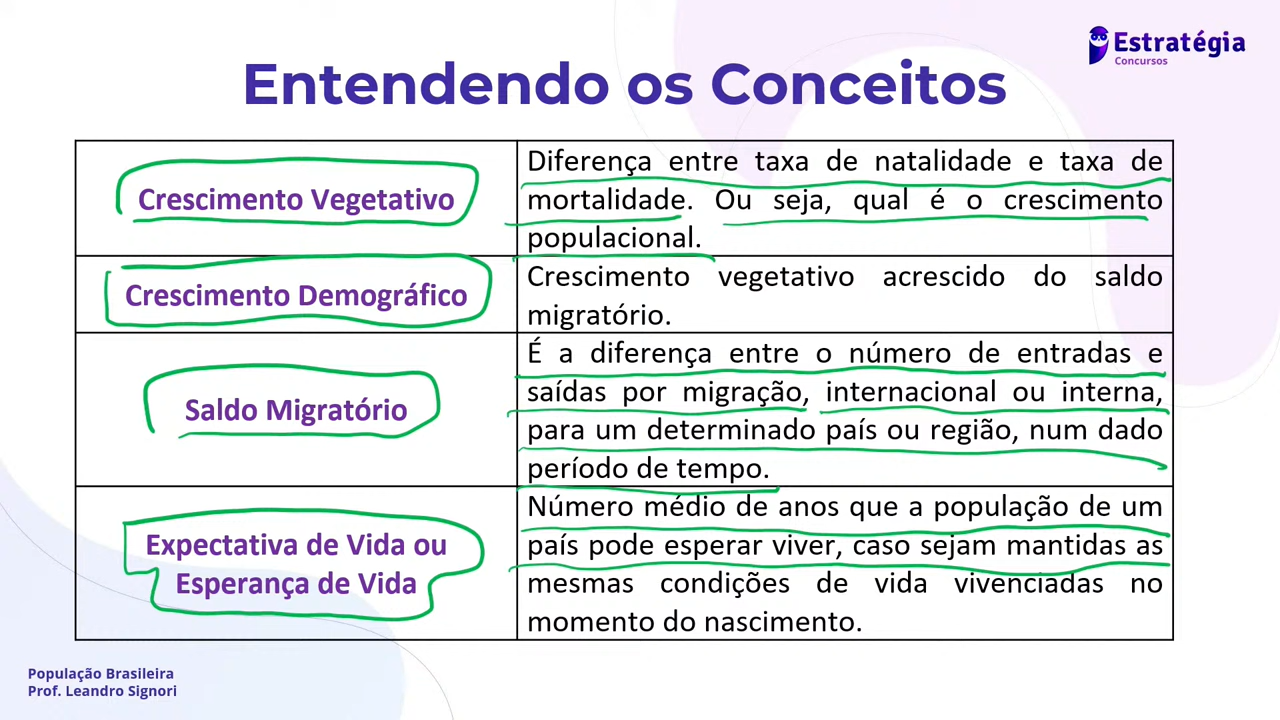 Estratégia
Concursos
Entendendo os Conceitos
Crescimento Vegetativo
Diferença entre taxa de natalidade e taxa de
mortalidade. Ou seja, qual é o crescimento
populacional.
Crescimento Demográfico
Crescimento vegetativo acrescido do saldo
migratório.
Saldo Migratório
É a diferença entre o número de entradas e
saídas por migração, internacional ou interna,
para um determinado país ou região, num dado
período de tempo.
Expectativa de Vida ou
Esperança de Vida
Número médio de anos que a população de um
país pode esperar viver, caso sejam mantidas as
mesmas condições de vida vivenciadas no
momento do nascimento.
População Brasileira
Prof. Leandro Signori